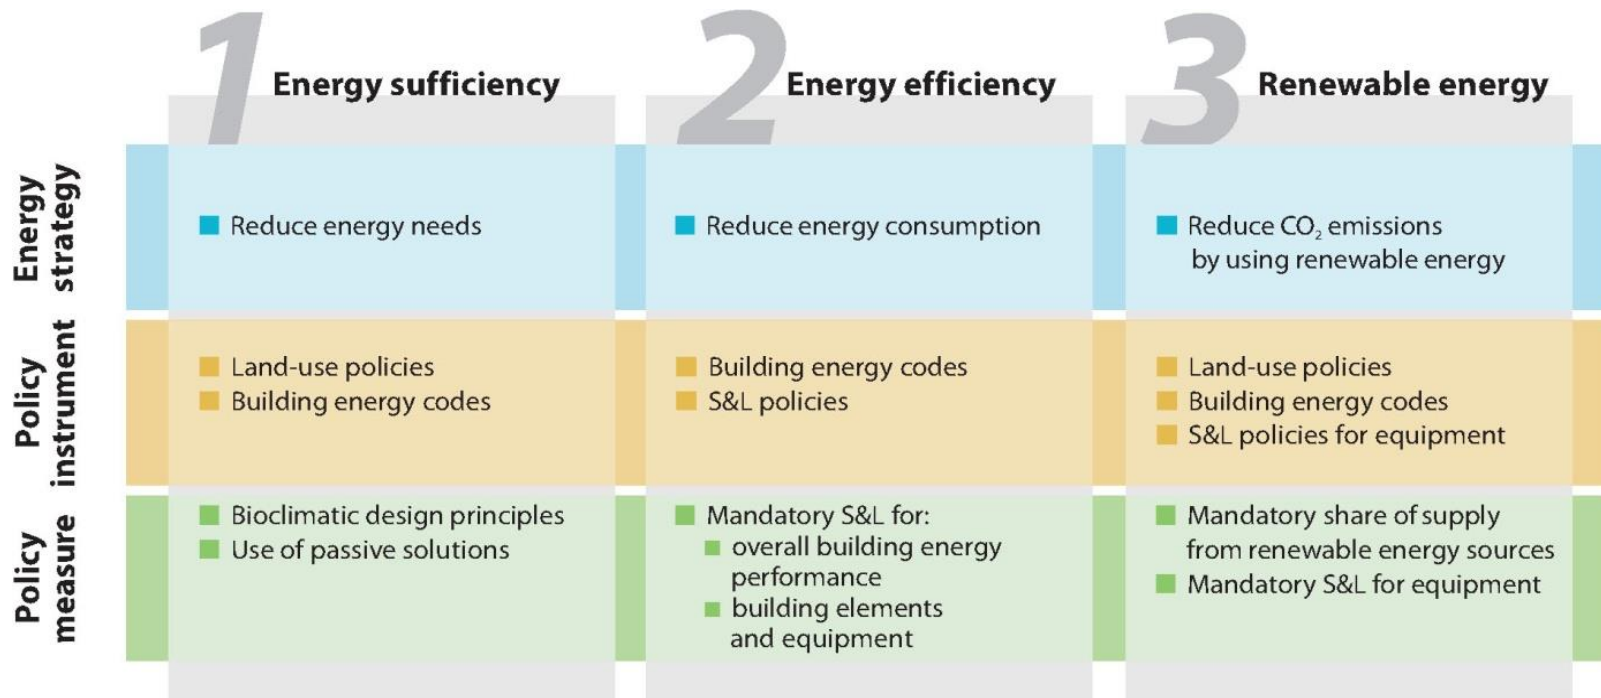 1 Energy sufficiency
2 Energy efficiency
3 Renewable energy
Energy
strategy
Reduce energy needs
Reduce energy consumption
Reduce CO₂ emissions
by using renewable energy
Policy
instrument
Land-use policies
Building energy codes
Building energy codes
S&L policies
Land-use policies
Building energy codes
S&L policies for equipment
Policy
measure
Bioclimatic design principles
Use of passive solutions
Mandatory S&L for:
overall building energy
performance
building elements
and equipment
Mandatory share of supply
from renewable energy sources
Mandatory S&L for equipment